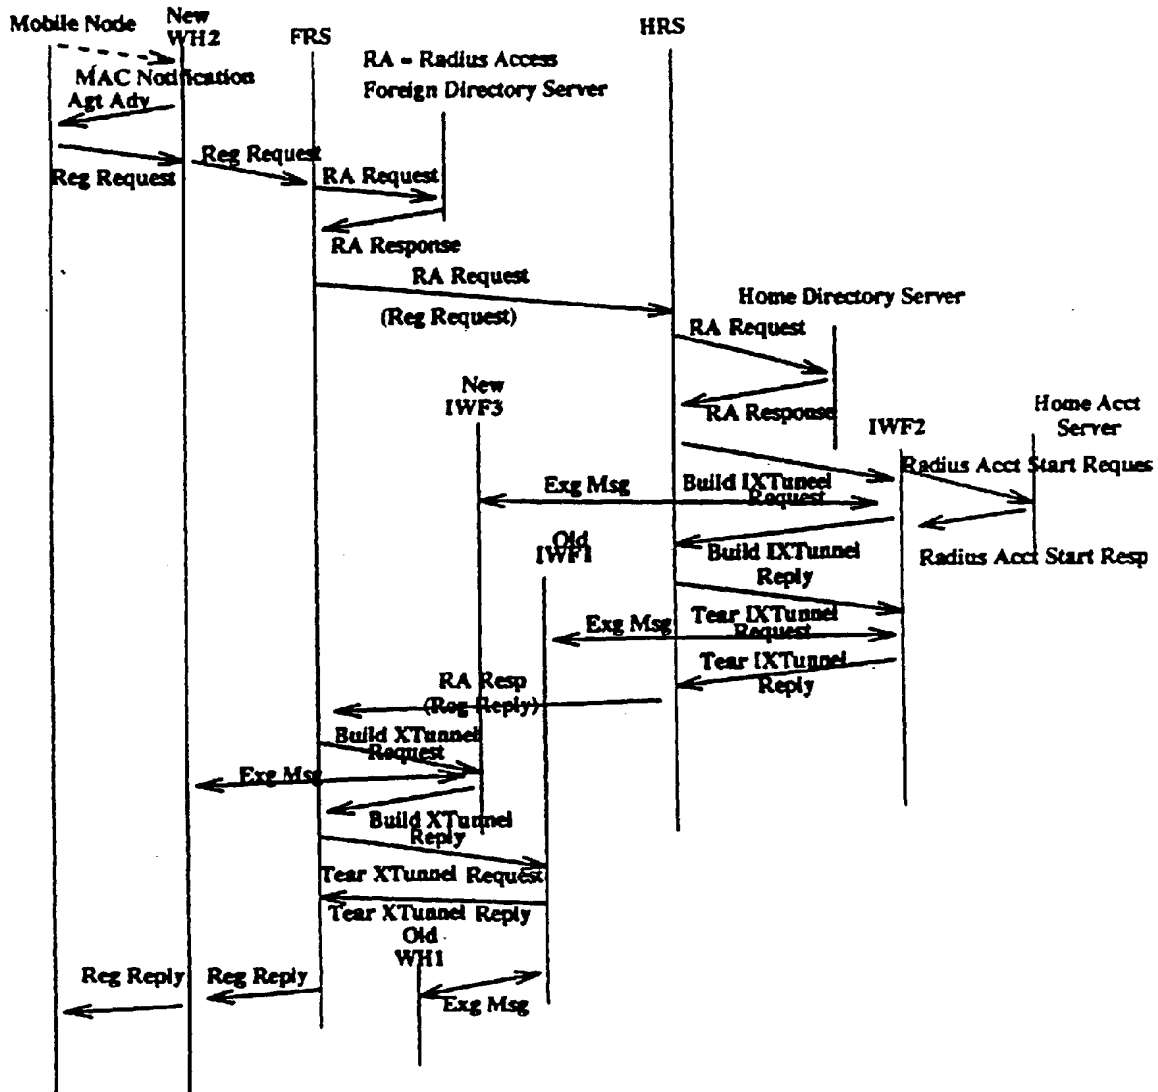 Mobile Node
New
WH2
FRS
HRS
RA = Radius Access
Foreign Directory Server
MAC Notification
Agt Adv
Reg Request
Reg Request
RA Request
RA Response
RA Request
(Reg Request)
Home Directory Server
RA Request
RA Response
New
IWF3
IWF2
Home Acct
Server
Radius Acct Start Reques
Exg Msg
Build IXTuneel
Request
Old
IWF1
Build IXTunnel
Reply
Radius Acct Start Resp
Exg Msg
Tear IXTunnel
Request
Tear IXTunnel
Reply
RA Resp
(Reg Reply)
Build XTunnel
Request
Exg Msg
Build XTunnel
Reply
Tear XTunnel Request
Tear XTunnel Reply
Old
WH1
Reg Reply
Reg Reply
Exg Msg